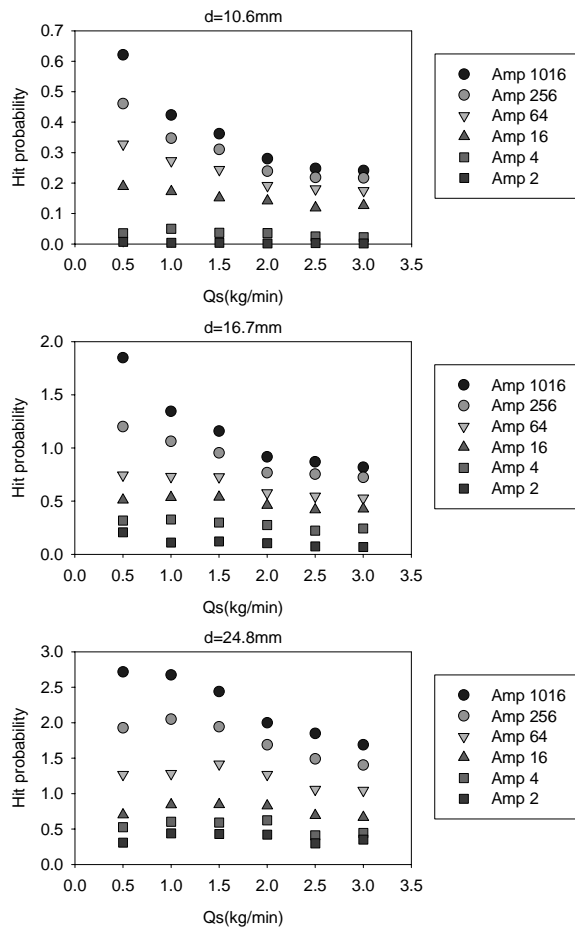 d=10.6mm
0.7
0.6
0.5
0.4
0.3
0.2
0.1
0.0
Hit probability
0.0 0.5 1.0 1.5 2.0 2.5 3.0 3.5
Qs(kg/min)
Amp 1016
Amp 256
Amp 64
Amp 16
Amp 4
Amp 2
d=16.7mm
2.0
1.5
1.0
0.5
0.0
Hit probability
0.0 0.5 1.0 1.5 2.0 2.5 3.0 3.5
Qs(kg/min)
Amp 1016
Amp 256
Amp 64
Amp 16
Amp 4
Amp 2
d=24.8mm
3.0
2.5
2.0
1.5
1.0
0.5
0.0
Hit probability
0.0 0.5 1.0 1.5 2.0 2.5 3.0 3.5
Qs(kg/min)
Amp 1016
Amp 256
Amp 64
Amp 16
Amp 4
Amp 2